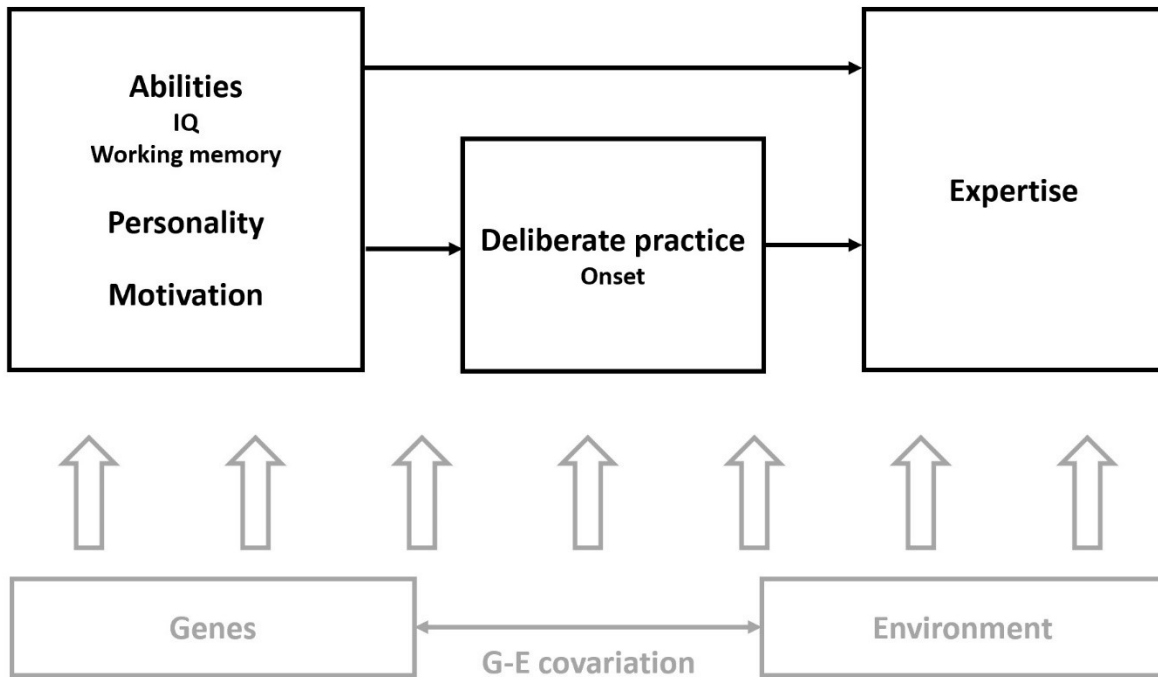 Abilities
IQ
Working memory
Personality
Motivation
Deliberate practice
Onset
Expertise
Genes
G-E covariation
Environment